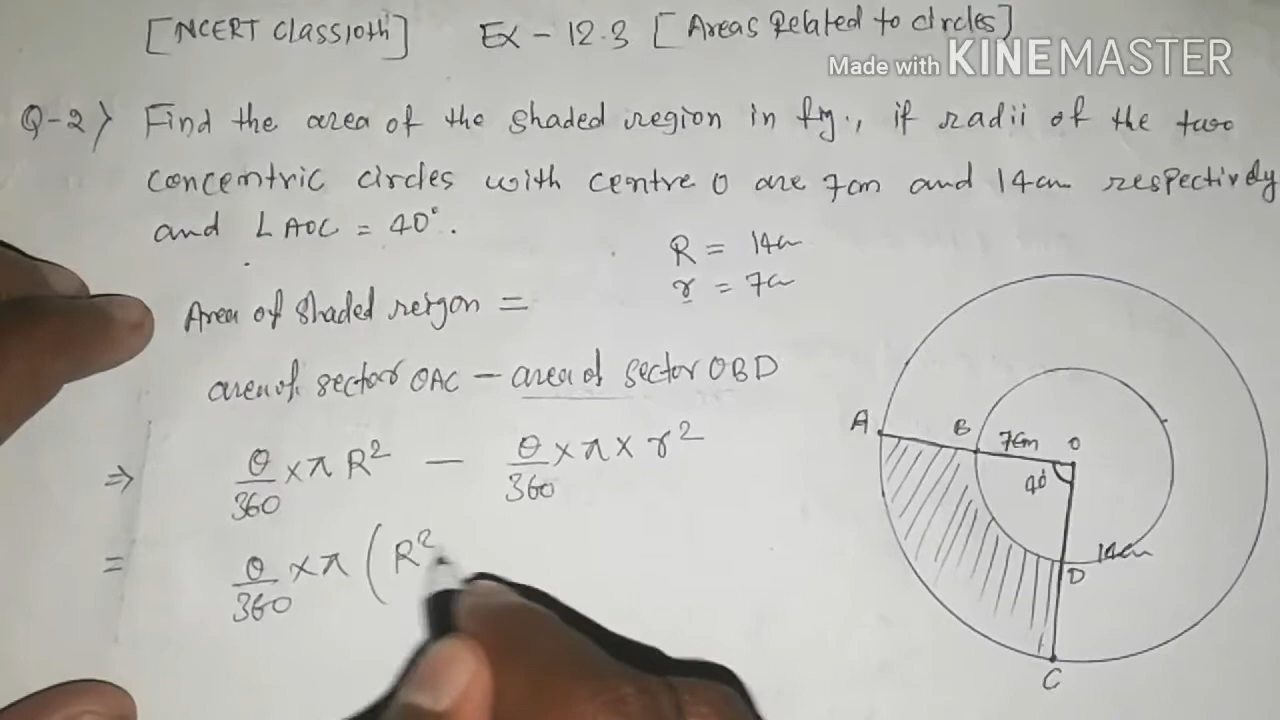 [NCERT Class 10th] Ex - 12.3 [Areas Related to circles]
Made with KINEMASTER
Q-2) Find the area of the shaded region in fig., if radii of the two
concentric circles with centre O are 7cm and 14cm respectively
and ∠AOC = 40°.
R = 14cm
r = 7cm
Area of shaded reigon =
area of sector OAC - area of sector OBD
⇒ θ/360 × π R² - θ/360 × π × r²
= θ/360 × π (R²
A B 7cm O
40°
14cm
D
C